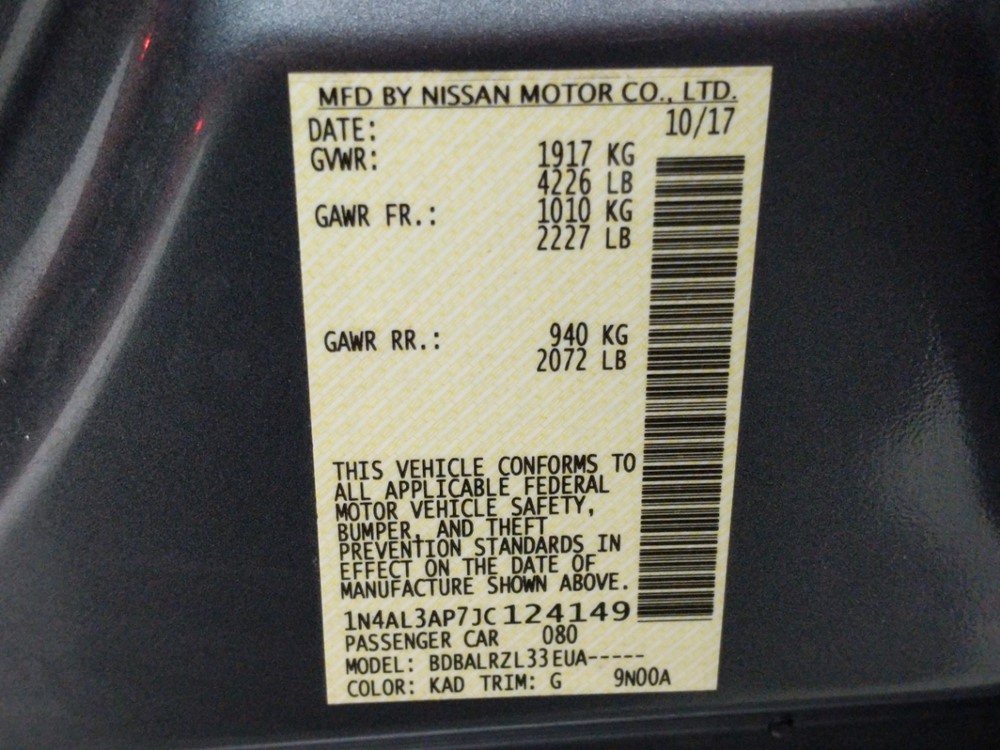 MFD BY NISSAN MOTOR CO., LTD.
DATE: 10/17
GVWR: 1917 KG
4226 LB
GAWR FR.: 1010 KG
2227 LB
GAWR RR.: 940 KG
2072 LB
THIS VEHICLE CONFORMS TO
ALL APPLICABLE FEDERAL
MOTOR VEHICLE SAFETY,
BUMPER, AND THEFT
PREVENTION STANDARDS IN
EFFECT ON THE DATE OF
MANUFACTURE SHOWN ABOVE.
1N4AL3AP7JC124149
PASSENGER CAR 080
MODEL: BDBALRZL33EUA-----
COLOR: KAD TRIM: G 9N00A